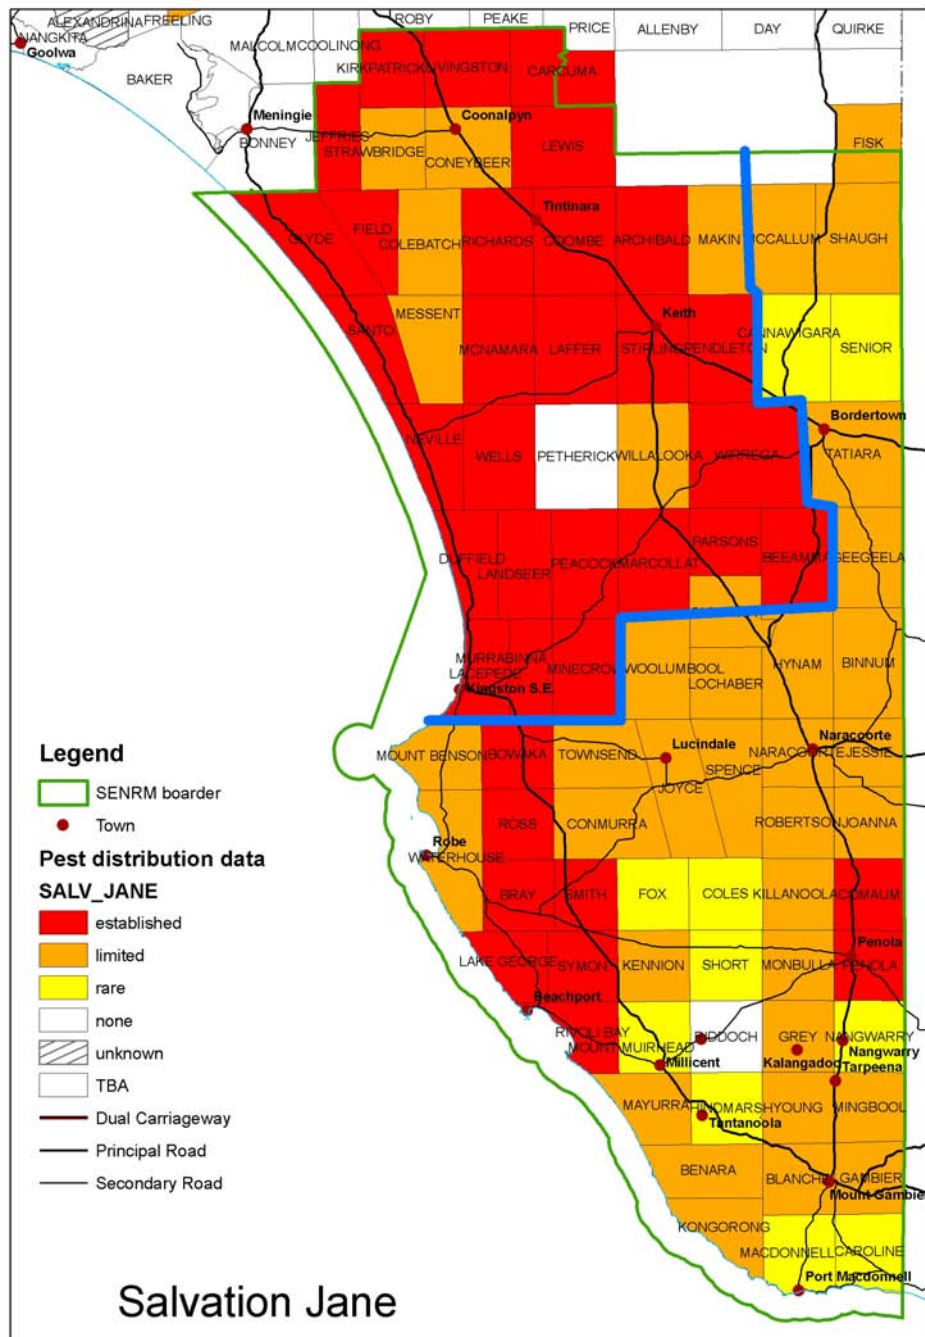 ROBY PEAKE PRICE ALLENBY DAY QUIRKE
ALEXANDRINA FREELING
NANGKITA
Goolwa
MALCOLM COOLINONG
KIRKPATRICK LIVINGSTON CARCUMA
BAKER
Meningie Coonalpyn
BONNEY JEFFRIES
STRAWBRIDGE CONEYBEER LEWIS FISK
Tintinara
GLYDE FIELD COLEBATCH RICHARDS COOMBE ARCHIBALD MAKIN MCCALLUM SHAUGH
MESSENT
Keith
SANTO MCNAMARA LAFFER STIRLING PENDLETON CANNAWIGARA SENIOR
Bordertown
NEVILLE WELLS PETHERICK WILLALOOKA WIRREGA TATIARA
DUFFIELD LANDSEER PEACOCK MARCOLLAT PARSONS BEEAMMA GEEGEELA
MURRABINNA
LACEPEDE MINECROW WOOLUMBOOL LOCHABER HYNAM BINNUM
Kingston S.E.
Naracoorte
Lucindale
MOUNT BENSON BOWAKA TOWNSEND JOYCE SPENCE NARACOORTE JESSIE
ROSS CONMURRA ROBERTSON JOANNA
Robe
WATERHOUSE
BRAY SMITH FOX COLES KILLANOOLA COMAUM
Penola
LAKE GEORGE SYMON KENNION SHORT MONBULLA PENOLA
Beachport
RIVOLI BAY RIDDOCH GREY NANGWARRY
MOUNT MUIRHEAD Kalangadoo Nangwarry
Millicent Tarpeena
MAYURRA HINDMARSH YOUNG MINGBOOL
Tantanoola
BENARA BLANCHE GAMBIER
Mount Gambier
KONGORONG
MACDONNELL CAROLINE
Port Macdonnell
Legend
SENRM boarder
Town
Pest distribution data
SALV_JANE
established
limited
rare
none
unknown
TBA
Dual Carriageway
Principal Road
Secondary Road
Salvation Jane